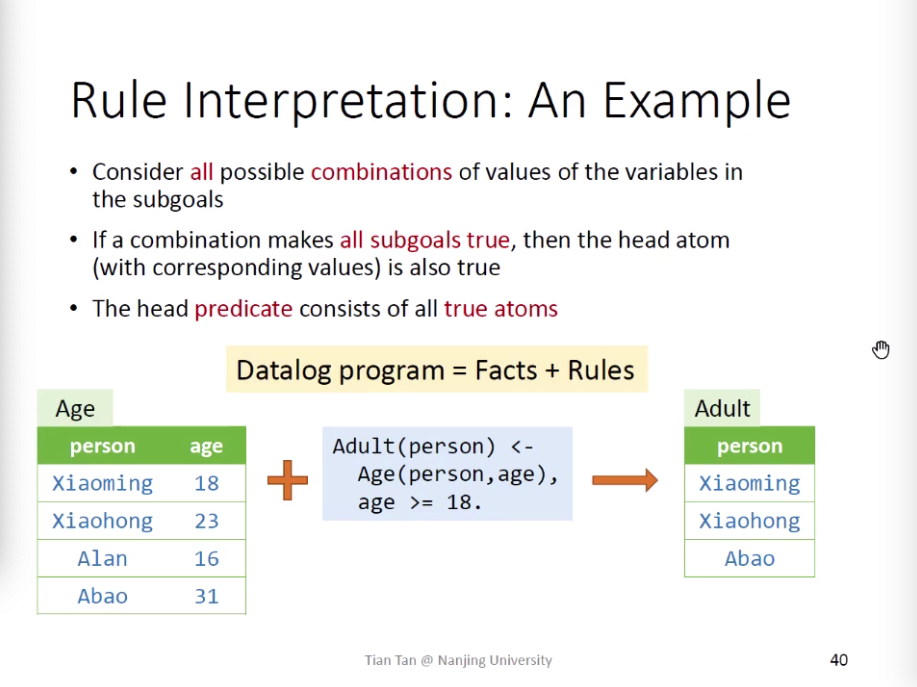 Rule Interpretation: An Example
• Consider all possible combinations of values of the variables in
the subgoals
• If a combination makes all subgoals true, then the head atom
(with corresponding values) is also true
• The head predicate consists of all true atoms
Datalog program = Facts + Rules
Age
person age
Xiaoming 18
Xiaohong 23
Alan 16
Abao 31
Adult(person) <-
Age(person,age),
age >= 18.
Adult
person
Xiaoming
Xiaohong
Abao
Tian Tan @ Nanjing University
40